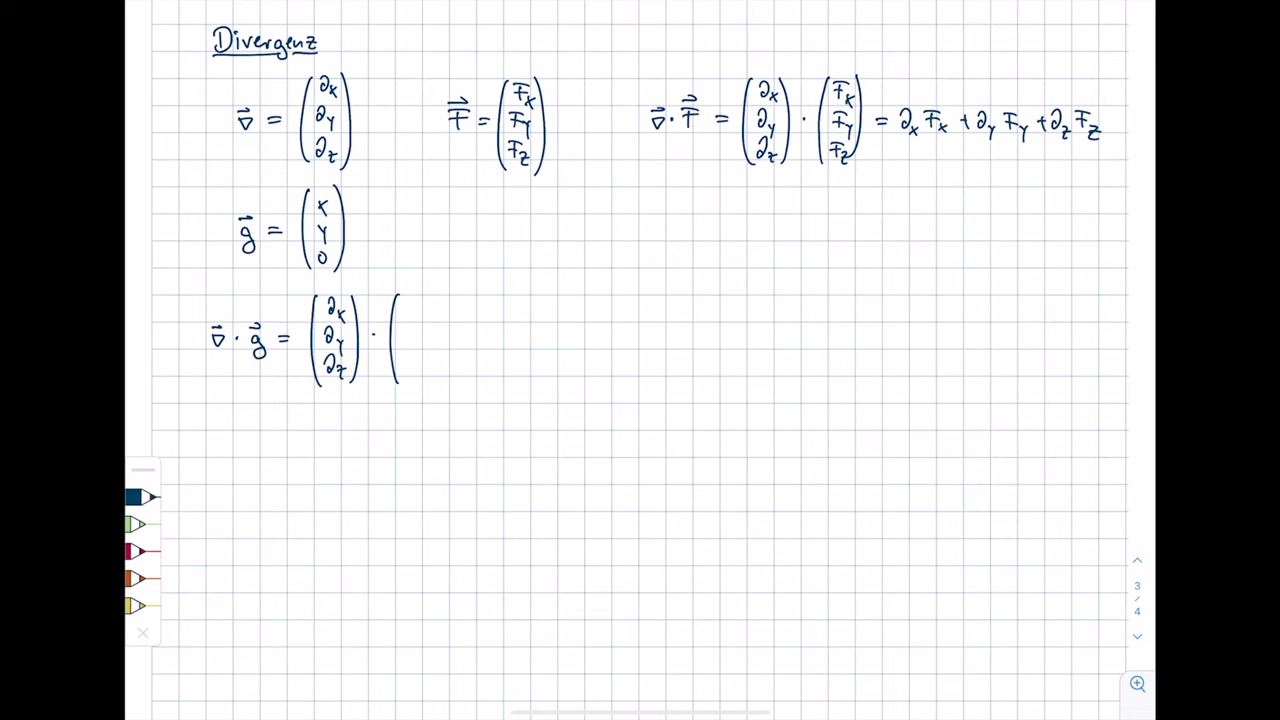 Divergenz
∇⃗ = (∂x ∂y ∂z) F⃗ = (Fx Fy Fz) ∇⃗ · F⃗ = (∂x ∂y ∂z) · (Fx Fy Fz) = ∂x Fx + ∂y Fy + ∂z Fz
g⃗ = (x y 0)
∇⃗ · g⃗ = (∂x ∂y ∂z) · (
3
/
4